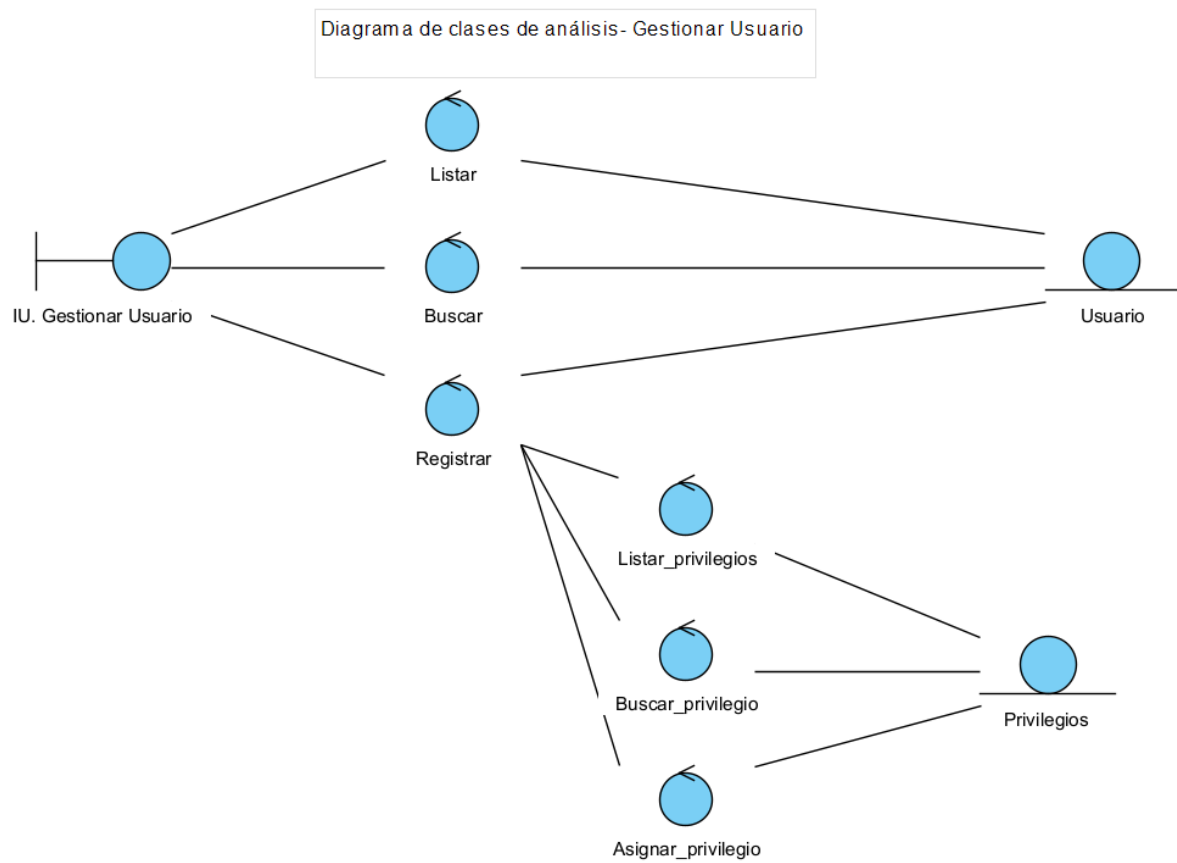 Diagrama de clases de análisis- Gestionar Usuario
Listar
IU. Gestionar Usuario
Buscar
Usuario
Registrar
Listar_privilegios
Buscar_privilegio
Privilegios
Asignar_privilegio